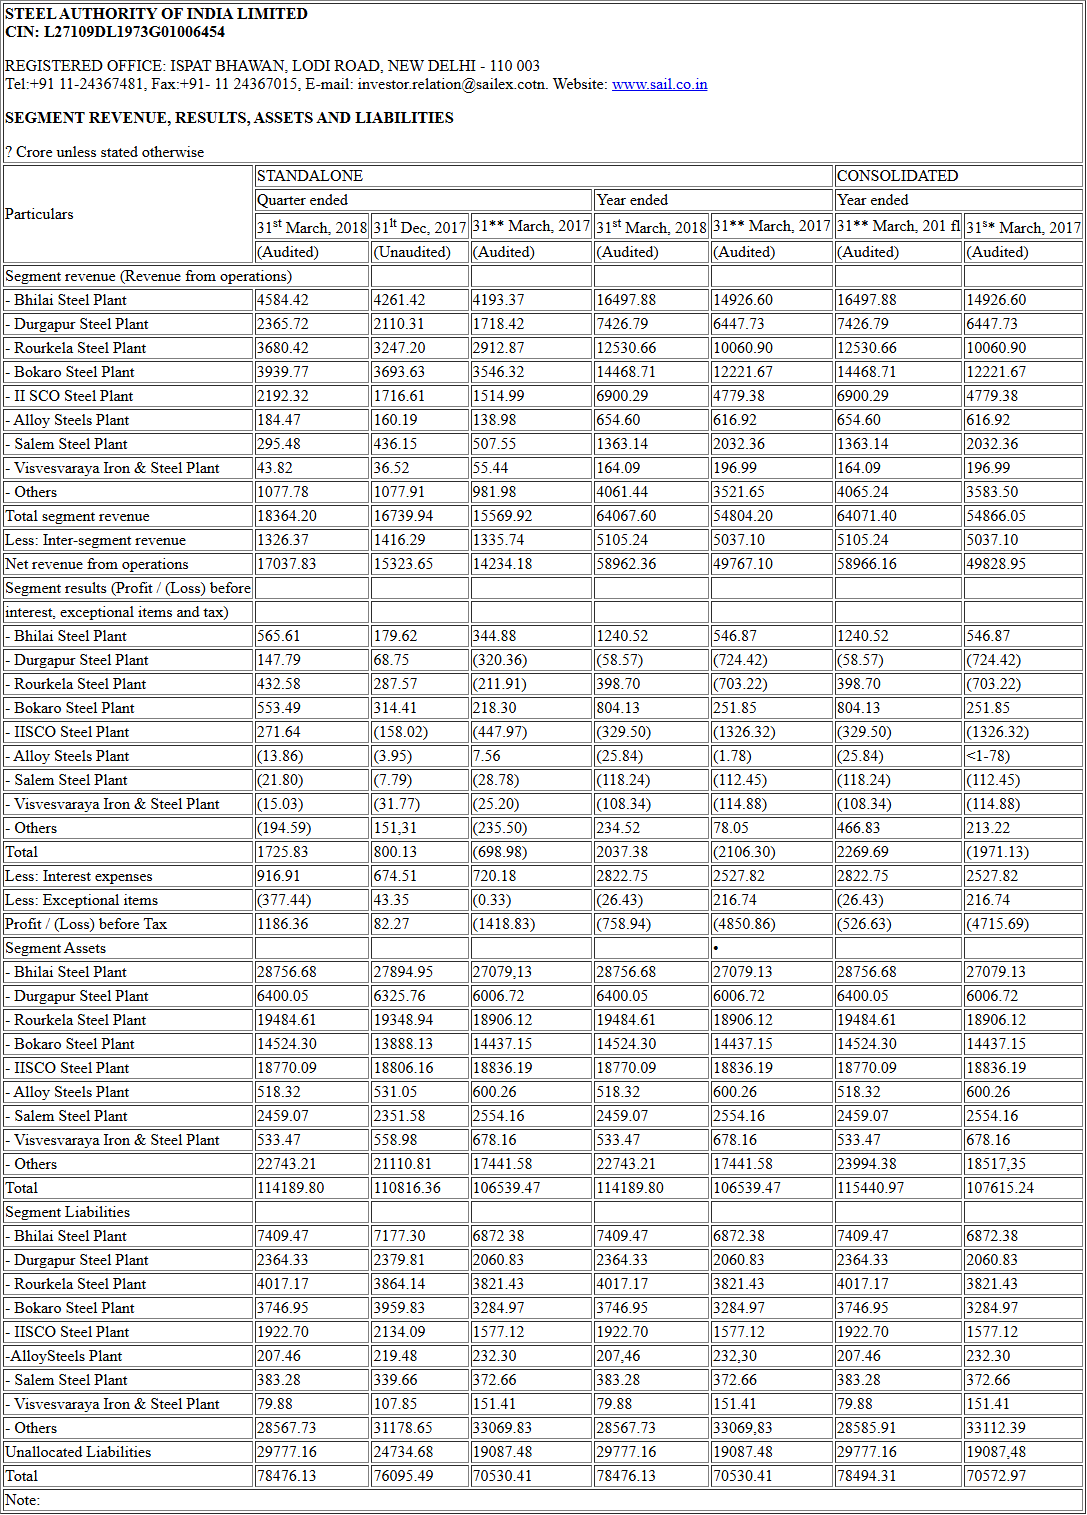 STEEL AUTHORITY OF INDIA LIMITED
CIN: L27109DL1973G01006454
REGISTERED OFFICE: ISPAT BHAWAN, LODI ROAD, NEW DELHI - 110 003
Tel:+91 11-24367481, Fax:+91- 11 24367015, E-mail: investor.relation@sailex.cotn. Website: www.sail.co.in
SEGMENT REVENUE, RESULTS, ASSETS AND LIABILITIES
? Crore unless stated otherwise
Particulars STANDALONE CONSOLIDATED
Quarter ended Year ended Year ended
31st March, 2018 31lt Dec, 2017 31** March, 2017 31st March, 2018 31** March, 2017 31** March, 201 fl 31s* March, 2017
(Audited) (Unaudited) (Audited) (Audited) (Audited) (Audited) (Audited)
Segment revenue (Revenue from operations)
- Bhilai Steel Plant 4584.42 4261.42 4193.37 16497.88 14926.60 16497.88 14926.60
- Durgapur Steel Plant 2365.72 2110.31 1718.42 7426.79 6447.73 7426.79 6447.73
- Rourkela Steel Plant 3680.42 3247.20 2912.87 12530.66 10060.90 12530.66 10060.90
- Bokaro Steel Plant 3939.77 3693.63 3546.32 14468.71 12221.67 14468.71 12221.67
- II SCO Steel Plant 2192.32 1716.61 1514.99 6900.29 4779.38 6900.29 4779.38
- Alloy Steels Plant 184.47 160.19 138.98 654.60 616.92 654.60 616.92
- Salem Steel Plant 295.48 436.15 507.55 1363.14 2032.36 1363.14 2032.36
- Visvesvaraya Iron & Steel Plant 43.82 36.52 55.44 164.09 196.99 164.09 196.99
- Others 1077.78 1077.91 981.98 4061.44 3521.65 4065.24 3583.50
Total segment revenue 18364.20 16739.94 15569.92 64067.60 54804.20 64071.40 54866.05
Less: Inter-segment revenue 1326.37 1416.29 1335.74 5105.24 5037.10 5105.24 5037.10
Net revenue from operations 17037.83 15323.65 14234.18 58962.36 49767.10 58966.16 49828.95
Segment results (Profit / (Loss) before
interest, exceptional items and tax)
- Bhilai Steel Plant 565.61 179.62 344.88 1240.52 546.87 1240.52 546.87
- Durgapur Steel Plant 147.79 68.75 (320.36) (58.57) (724.42) (58.57) (724.42)
- Rourkela Steel Plant 432.58 287.57 (211.91) 398.70 (703.22) 398.70 (703.22)
- Bokaro Steel Plant 553.49 314.41 218.30 804.13 251.85 804.13 251.85
- IISCO Steel Plant 271.64 (158.02) (447.97) (329.50) (1326.32) (329.50) (1326.32)
- Alloy Steels Plant (13.86) (3.95) 7.56 (25.84) (1.78) (25.84) <1-78)
- Salem Steel Plant (21.80) (7.79) (28.78) (118.24) (112.45) (118.24) (112.45)
- Visvesvaraya Iron & Steel Plant (15.03) (31.77) (25.20) (108.34) (114.88) (108.34) (114.88)
- Others (194.59) 151,31 (235.50) 234.52 78.05 466.83 213.22
Total 1725.83 800.13 (698.98) 2037.38 (2106.30) 2269.69 (1971.13)
Less: Interest expenses 916.91 674.51 720.18 2822.75 2527.82 2822.75 2527.82
Less: Exceptional items (377.44) 43.35 (0.33) (26.43) 216.74 (26.43) 216.74
Profit / (Loss) before Tax 1186.36 82.27 (1418.83) (758.94) (4850.86) (526.63) (4715.69)
Segment Assets •
- Bhilai Steel Plant 28756.68 27894.95 27079,13 28756.68 27079.13 28756.68 27079.13
- Durgapur Steel Plant 6400.05 6325.76 6006.72 6400.05 6006.72 6400.05 6006.72
- Rourkela Steel Plant 19484.61 19348.94 18906.12 19484.61 18906.12 19484.61 18906.12
- Bokaro Steel Plant 14524.30 13888.13 14437.15 14524.30 14437.15 14524.30 14437.15
- IISCO Steel Plant 18770.09 18806.16 18836.19 18770.09 18836.19 18770.09 18836.19
- Alloy Steels Plant 518.32 531.05 600.26 518.32 600.26 518.32 600.26
- Salem Steel Plant 2459.07 2351.58 2554.16 2459.07 2554.16 2459.07 2554.16
- Visvesvaraya Iron & Steel Plant 533.47 558.98 678.16 533.47 678.16 533.47 678.16
- Others 22743.21 21110.81 17441.58 22743.21 17441.58 23994.38 18517,35
Total 114189.80 110816.36 106539.47 114189.80 106539.47 115440.97 107615.24
Segment Liabilities
- Bhilai Steel Plant 7409.47 7177.30 6872 38 7409.47 6872.38 7409.47 6872.38
- Durgapur Steel Plant 2364.33 2379.81 2060.83 2364.33 2060.83 2364.33 2060.83
- Rourkela Steel Plant 4017.17 3864.14 3821.43 4017.17 3821.43 4017.17 3821.43
- Bokaro Steel Plant 3746.95 3959.83 3284.97 3746.95 3284.97 3746.95 3284.97
- IISCO Steel Plant 1922.70 2134.09 1577.12 1922.70 1577.12 1922.70 1577.12
-AlloySteels Plant 207.46 219.48 232.30 207,46 232,30 207.46 232.30
- Salem Steel Plant 383.28 339.66 372.66 383.28 372.66 383.28 372.66
- Visvesvaraya Iron & Steel Plant 79.88 107.85 151.41 79.88 151.41 79.88 151.41
- Others 28567.73 31178.65 33069.83 28567.73 33069,83 28585.91 33112.39
Unallocated Liabilities 29777.16 24734.68 19087.48 29777.16 19087.48 29777.16 19087,48
Total 78476.13 76095.49 70530.41 78476.13 70530.41 78494.31 70572.97
Note: